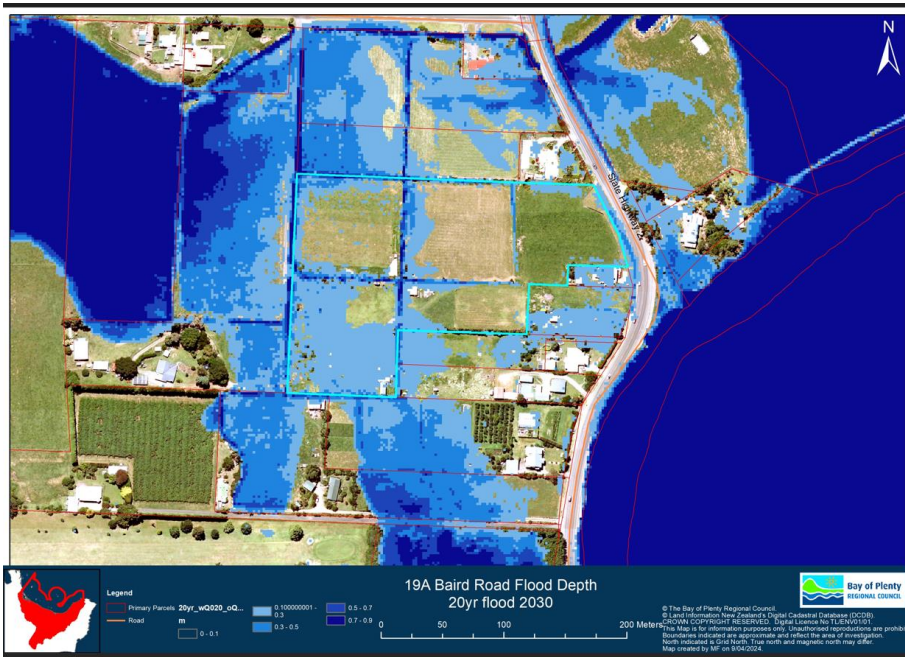 N
State Highway 2
Legend
Primary Parcels
Road
20yr_wQ020_oQ...
m
0 - 0.1
0.100000001 -
0.3
0.3 - 0.5
0.5 - 0.7
0.7 - 0.9
19A Baird Road Flood Depth
20yr flood 2030
0 50 100 200 Meters
Bay of Plenty
REGIONAL COUNCIL
© The Bay of Plenty Regional Council.
© Land Information New Zealand's Digital Cadastral Database (DCDB).
CROWN COPYRIGHT RESERVED. Digital Licence No TL/ENV01/01.
This Map is for information purposes only. Unauthorised reproductions are prohibi
Boundaries indicated are approximate and reflect the area of investigation.
North indicated is Grid North. True north and magnetic north may differ.
Map created by MF on 9/04/2024.